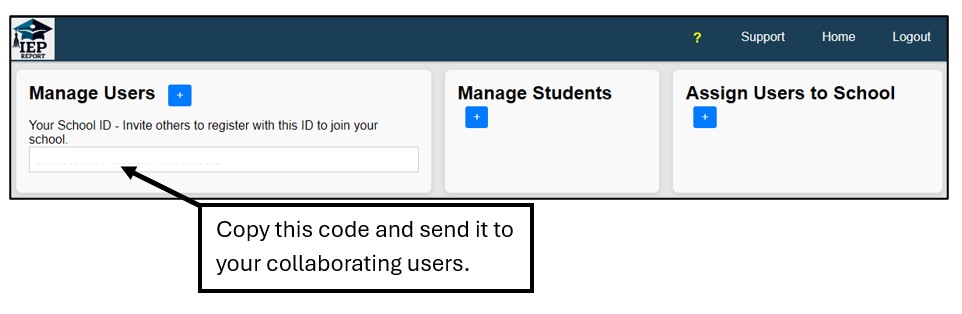 IEP
REPORT
? Support Home Logout
Manage Users +
Your School ID - Invite others to register with this ID to join your
school.
Manage Students
+
Assign Users to School
+
Copy this code and send it to
your collaborating users.